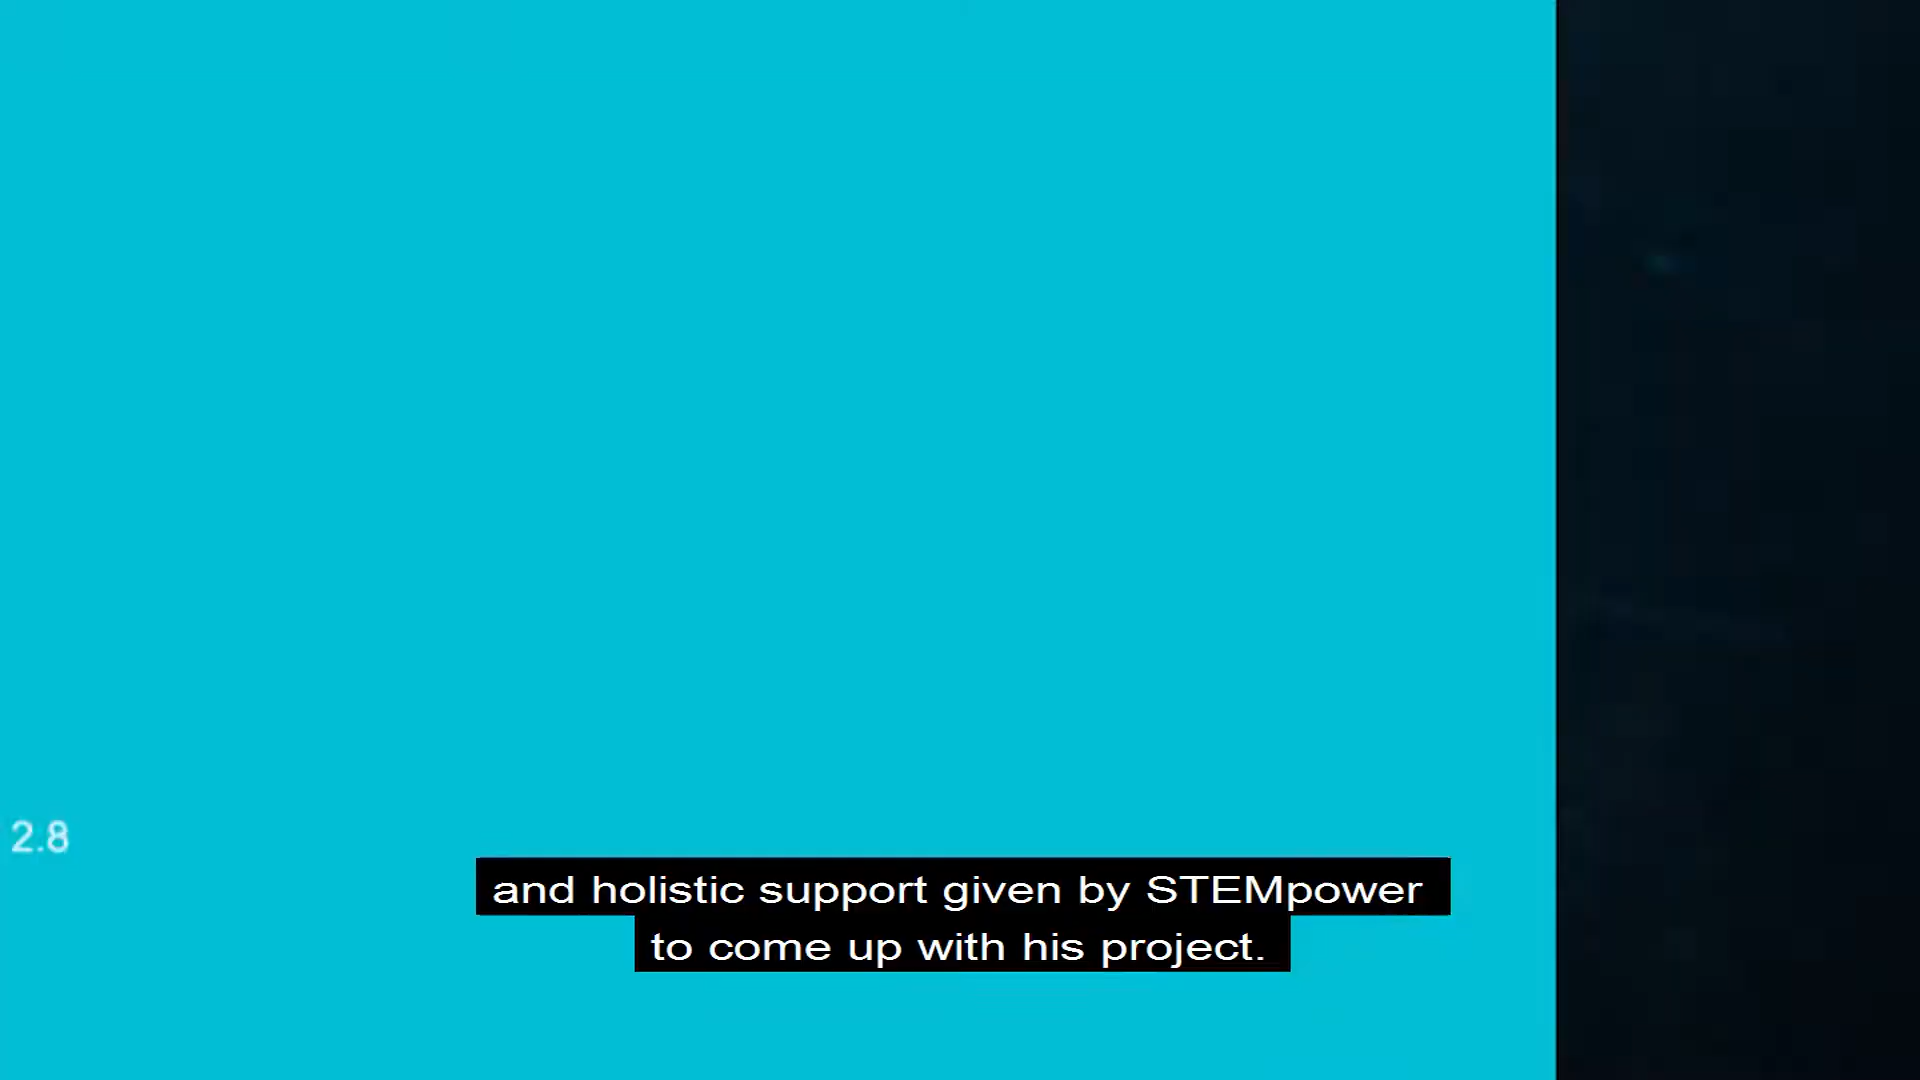 2.8
and holistic support given by STEMpower
to come up with his project.